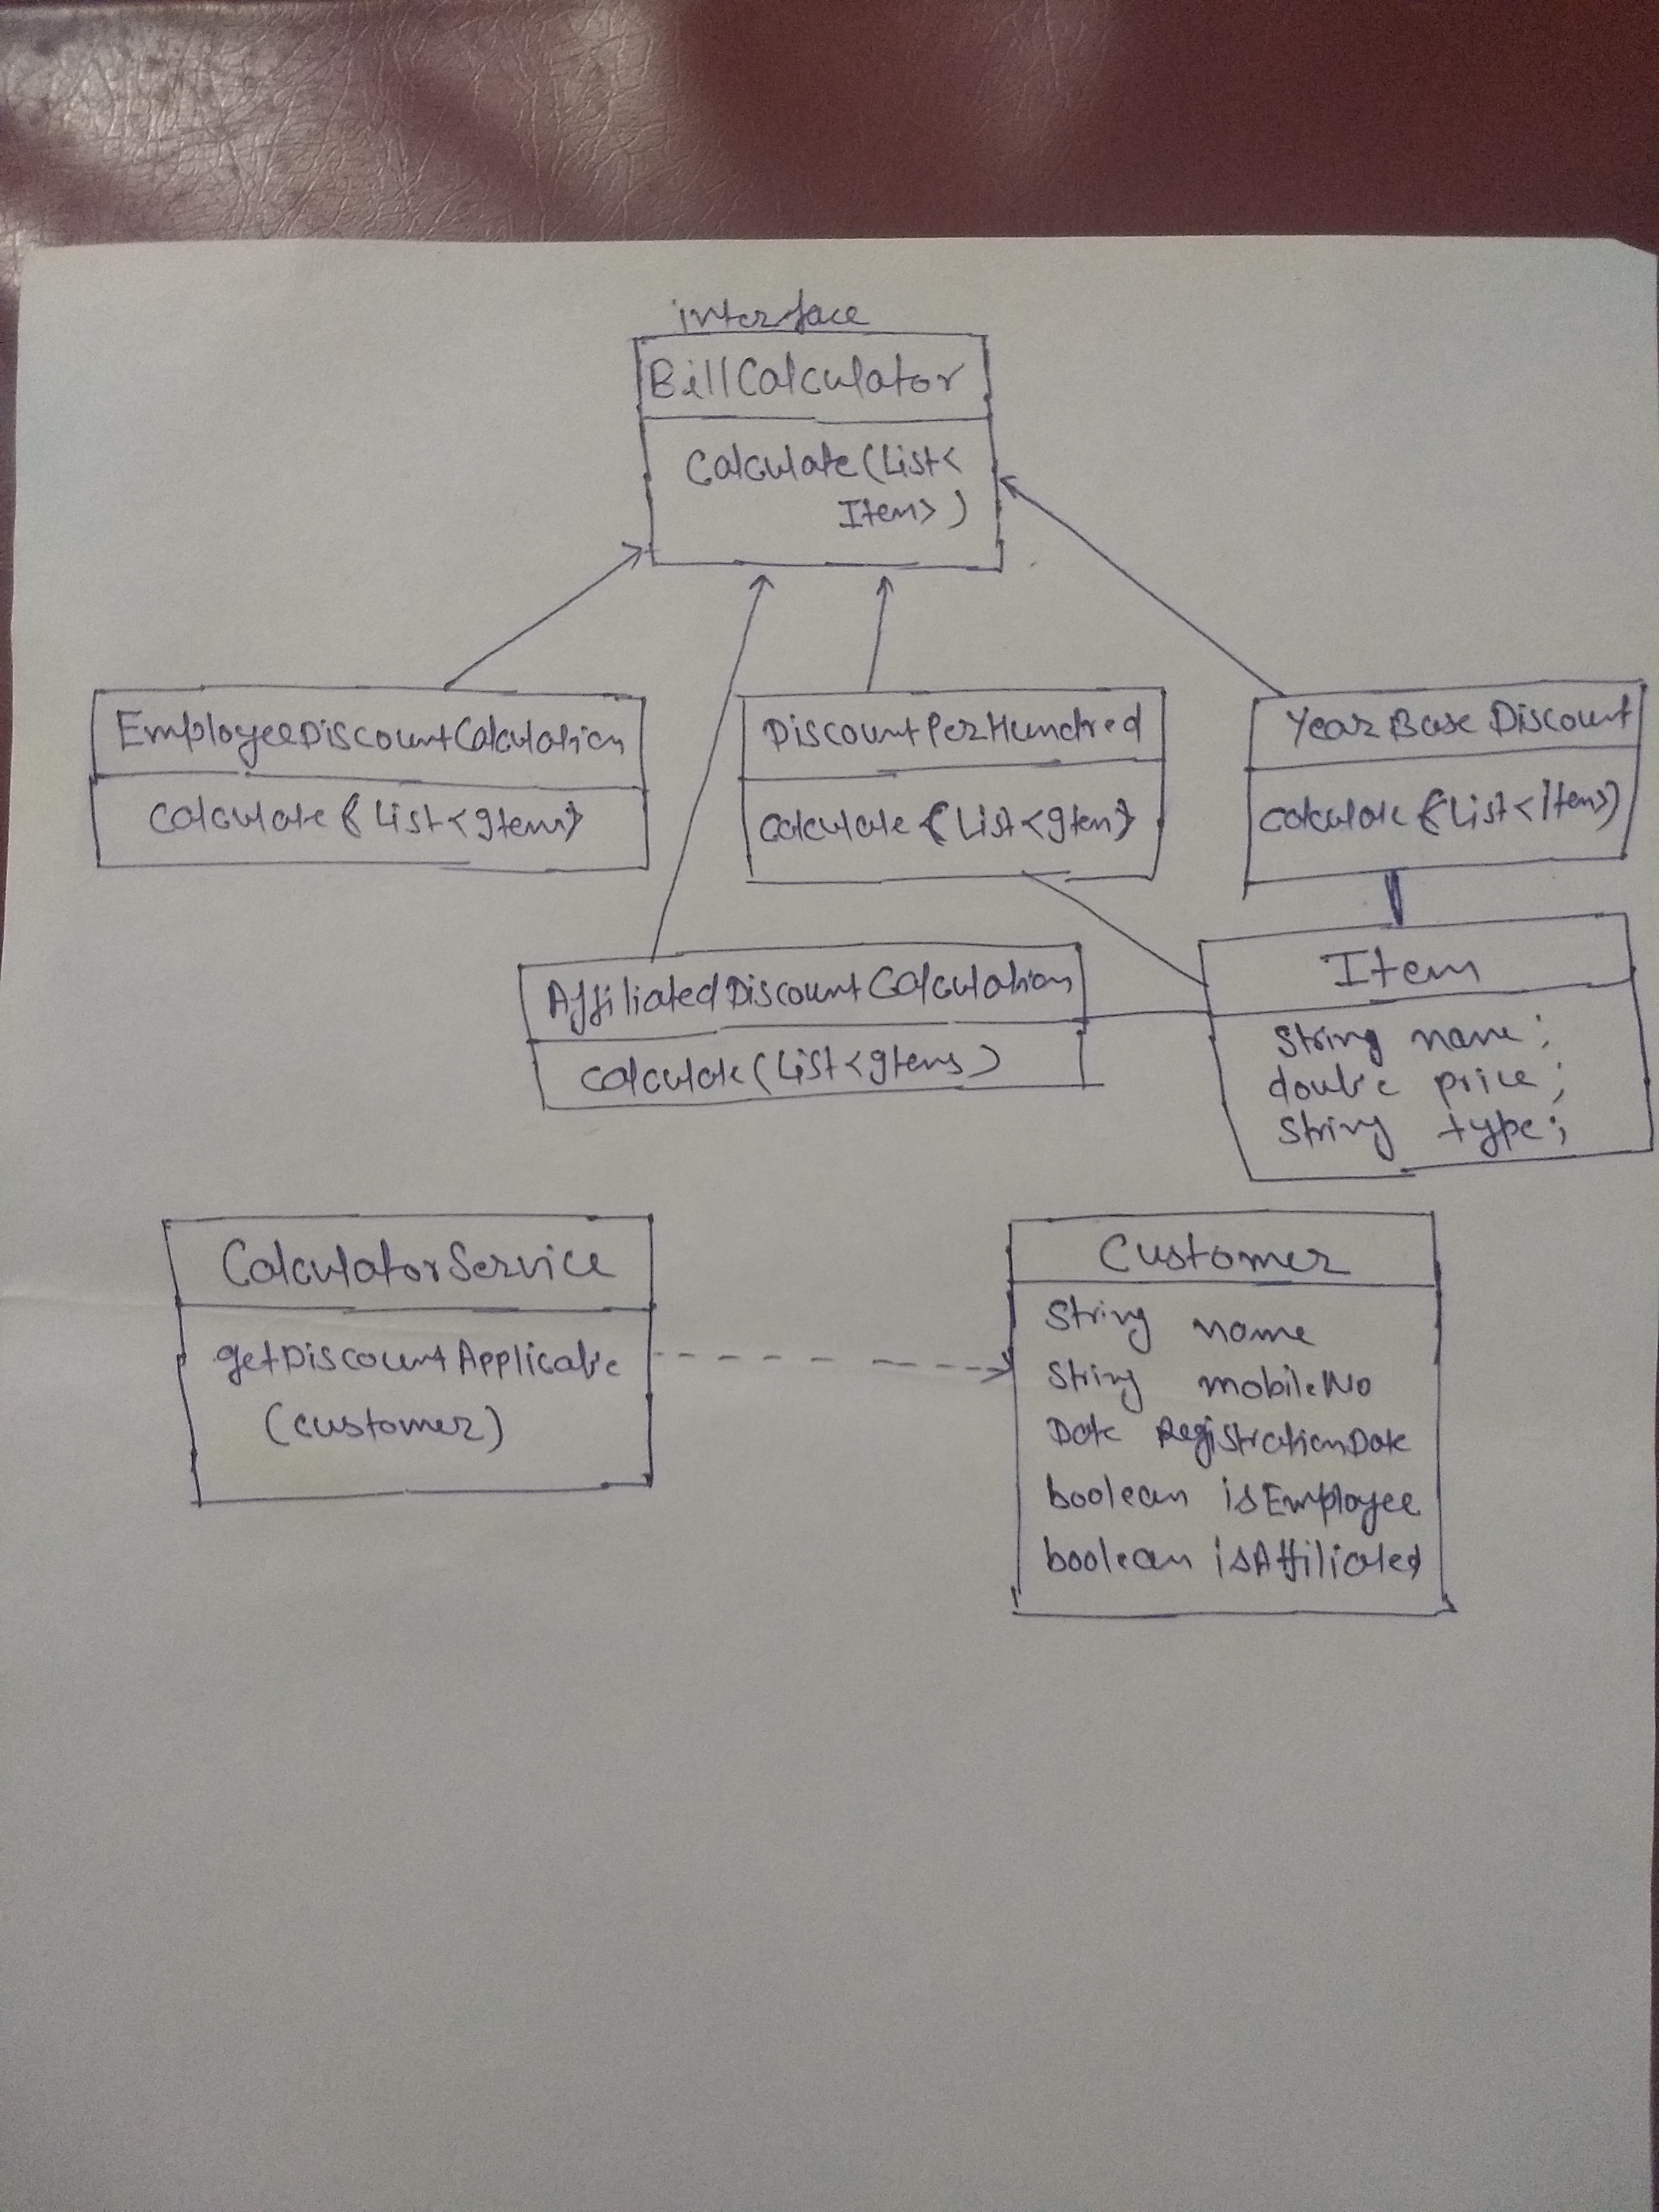 interface
BillCalculator
Calculate(List<
Item>)
EmployeeDiscountCalculation
Calculate(List<Item>)
DiscountPerHundred
Calculate(List<Item>)
YearBaseDiscount
Calculate(List<Item>)
AffiliatedDiscountCalculation
Calculate(List<Item>)
Item
String name;
double price;
String type;
CalculatorService
getDiscountApplicable
(customer)
Customer
String name
String mobileNo
Date RegistrationDate
boolean isEmployee
boolean isAffiliated